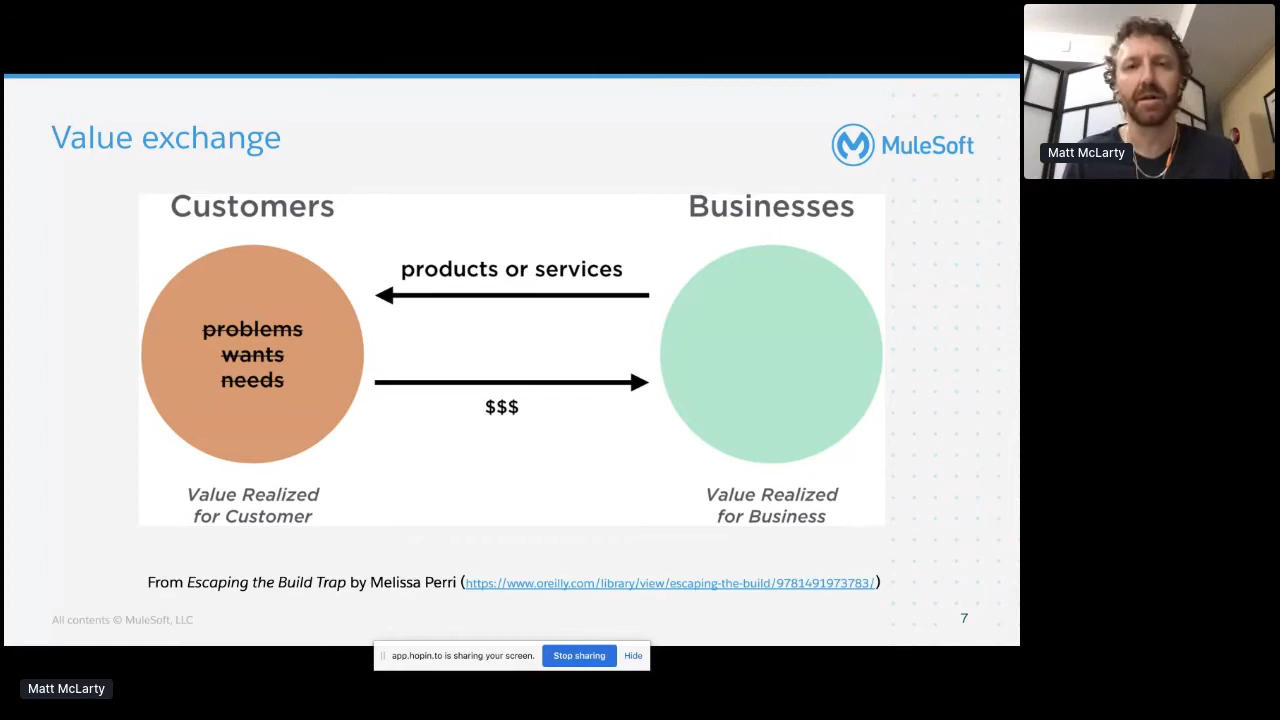 Value exchange
MuleSoft
Customers
Businesses
products or services
problems
wants
needs
$$$
Value Realized
for Customer
Value Realized
for Business
From Escaping the Build Trap by Melissa Perri (https://www.oreilly.com/library/view/escaping-the-build/9781491973783/)
All contents © MuleSoft, LLC
7
app.hopin.to is sharing your screen.
Stop sharing
Hide
Matt McLarty
Matt McLarty